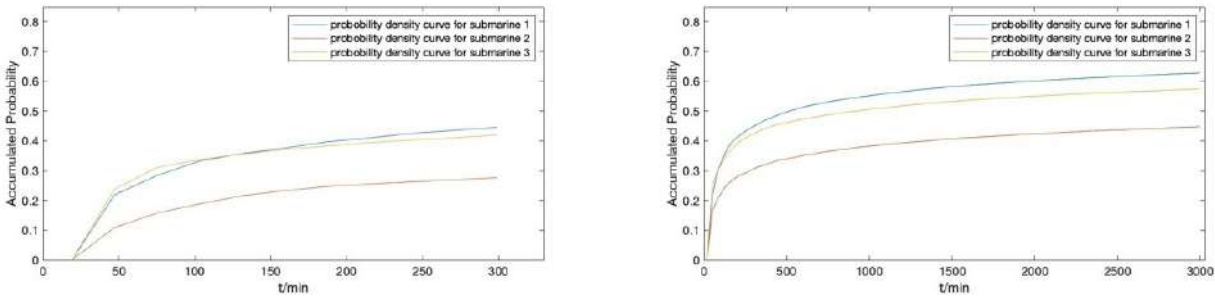 0.8
0.7
0.6
0.5
0.4
0.3
0.2
0.1
0
Accumulated Probability
0 50 100 150 200 250 300
t/min
probobility density curve for submarine 1
probobility density curve for submarine 2
probobility density curve for submarine 3
0.8
0.7
0.6
0.5
0.4
0.3
0.2
0.1
0
Accumulated Probability
0 500 1000 1500 2000 2500 3000
t/min
probobility density curve for submarine 1
probobility density curve for submarine 2
probobility density curve for submarine 3